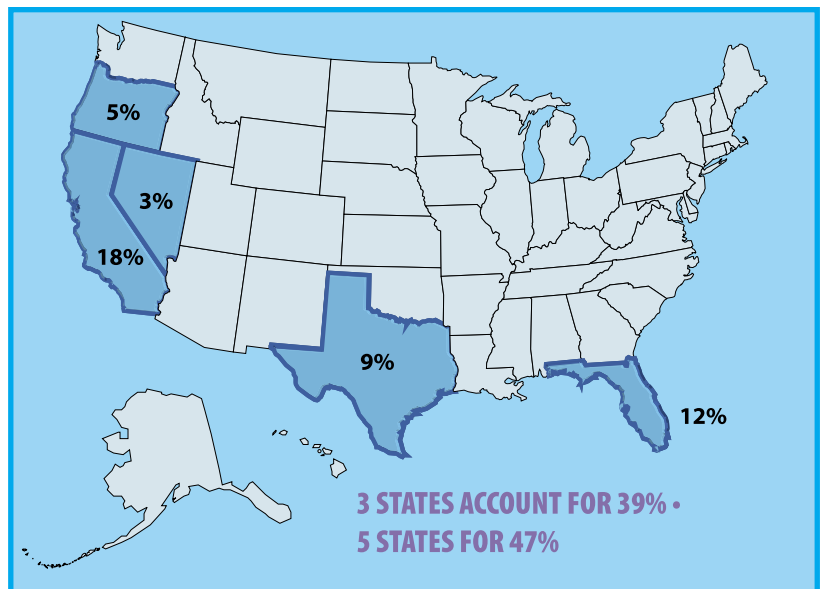 5%
3%
18%
9%
12%
3 STATES ACCOUNT FOR 39% •
5 STATES FOR 47%